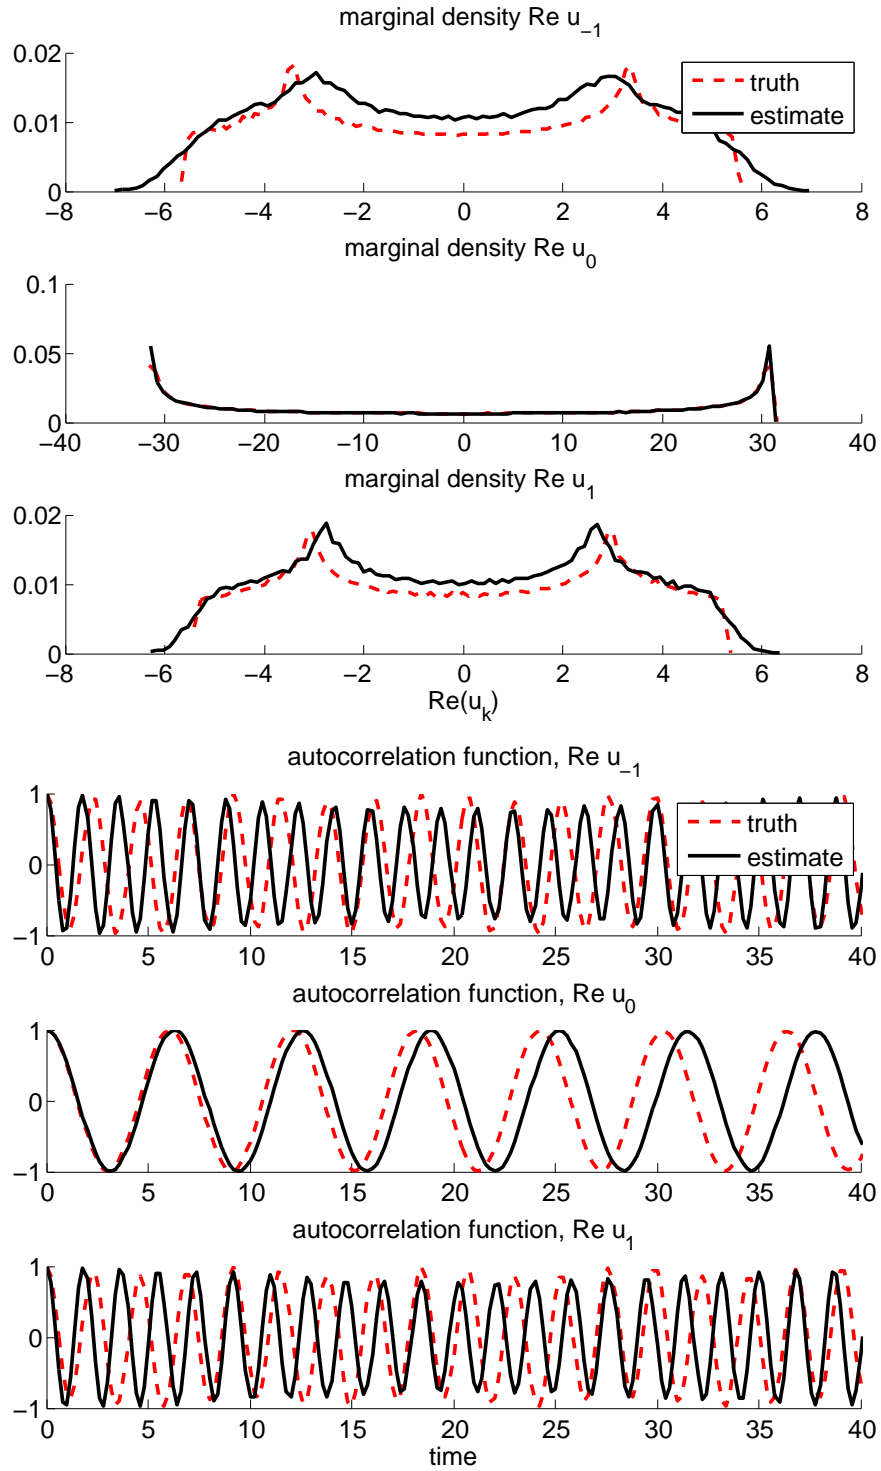 marginal density Re u_{−1}
0.02
0.01
0
truth
estimate
−8 −6 −4 −2 0 2 4 6 8
marginal density Re u_0
0.1
0.05
0
−40 −30 −20 −10 0 10 20 30 40
marginal density Re u_1
0.02
0.01
0
−8 −6 −4 −2 0 2 4 6 8
Re(u_k)
autocorrelation function, Re u_{−1}
1
0
−1
truth
estimate
0 5 10 15 20 25 30 35 40
autocorrelation function, Re u_0
1
0
−1
0 5 10 15 20 25 30 35 40
autocorrelation function, Re u_1
1
0
−1
0 5 10 15 20 25 30 35 40
time